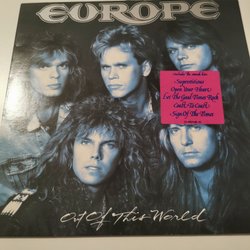 EUROPE
includes the smash hits
·Superstitious
Open Your Heart·
Let The Good Times Rock
Coast To Coast·
·Sign Of The Times
Out Of This World